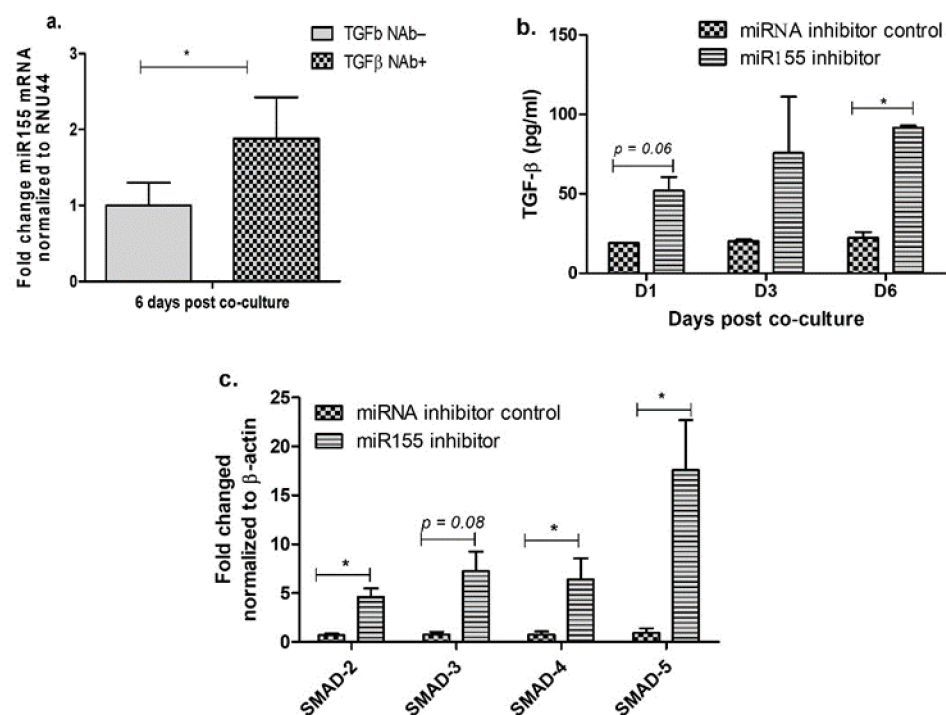 a.
Fold change miR155 mRNA
normalized to RNU44
3
2
1
0
*
TGFb NAb–
TGFβ NAb+
6 days post co-culture
b.
TGF-β (pg/ml)
150
100
50
0
miRNA inhibitor control
miR155 inhibitor
p = 0.06
*
D1
D3
D6
Days post co-culture
c.
Fold changed
normalized to β-actin
25
20
15
10
5
0
miRNA inhibitor control
miR155 inhibitor
*
p = 0.08
*
*
SMAD-2
SMAD-3
SMAD-4
SMAD-5